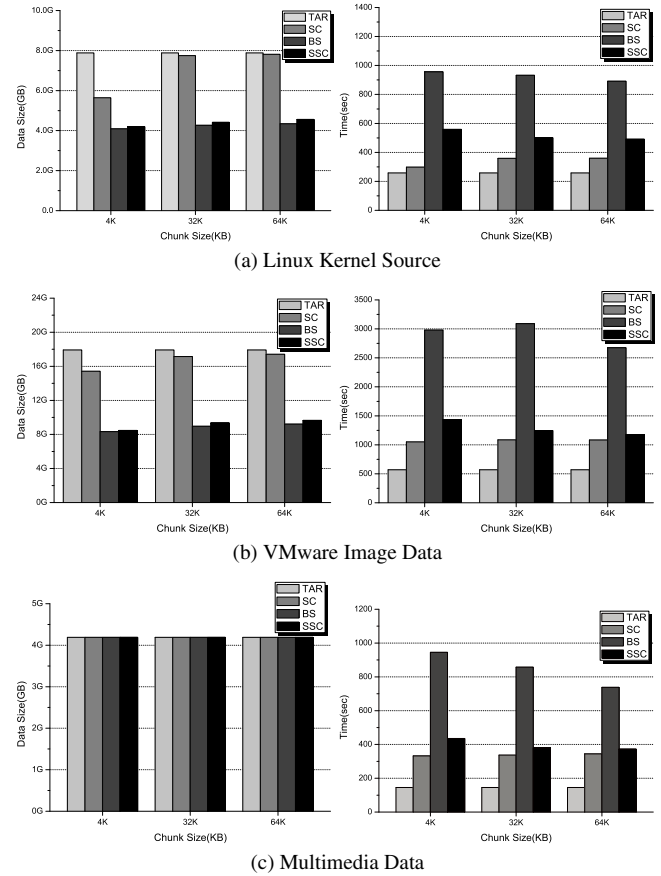 10.0G
8.0G
6.0G
4.0G
2.0G
0.0
Data Size(GB)
4K
32K
64K
Chunk Size(KB)
TAR
SC
BS
SSC
1400
1200
1000
800
600
400
200
0
Time(sec)
4K
32K
64K
Chunk Size(KB)
TAR
SC
BS
SSC
(a) Linux Kernel Source
24G
20G
16G
12G
8G
4G
0G
Data Size(GB)
4K
32K
64K
Chunk Size(KB)
TAR
SC
BS
SSC
3500
3000
2500
2000
1500
1000
500
0
Time(sec)
4K
32K
64K
Chunk Size(KB)
TAR
SC
BS
SSC
(b) VMware Image Data
5G
4G
3G
2G
1G
0G
Data Size(GB)
4K
32K
64K
Chunk Size(KB)
TAR
SC
BS
SSC
1200
1000
800
600
400
200
0
Time(sec)
4K
32K
64K
Chunk Size(KB)
TAR
SC
BS
SSC
(c) Multimedia Data